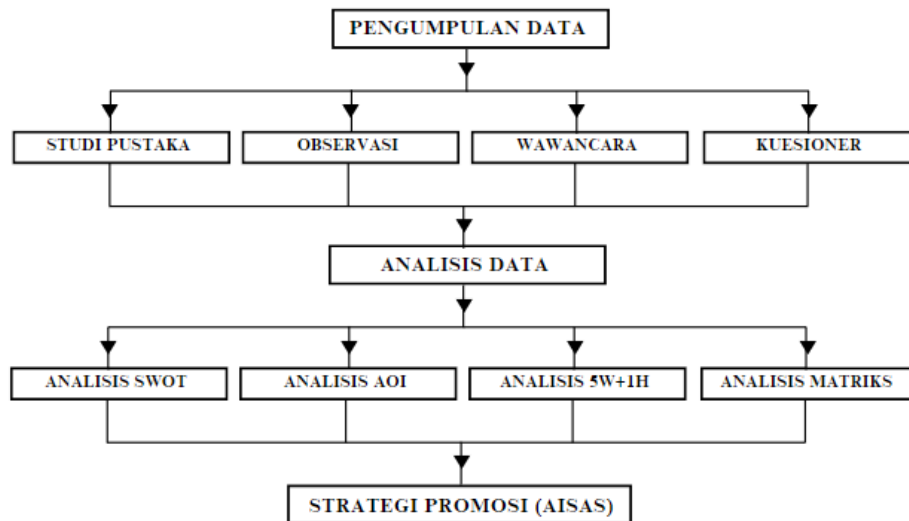 PENGUMPULAN DATA
STUDI PUSTAKA
OBSERVASI
WAWANCARA
KUESIONER
ANALISIS DATA
ANALISIS SWOT
ANALISIS AOI
ANALISIS 5W+1H
ANALISIS MATRIKS
STRATEGI PROMOSI (AISAS)